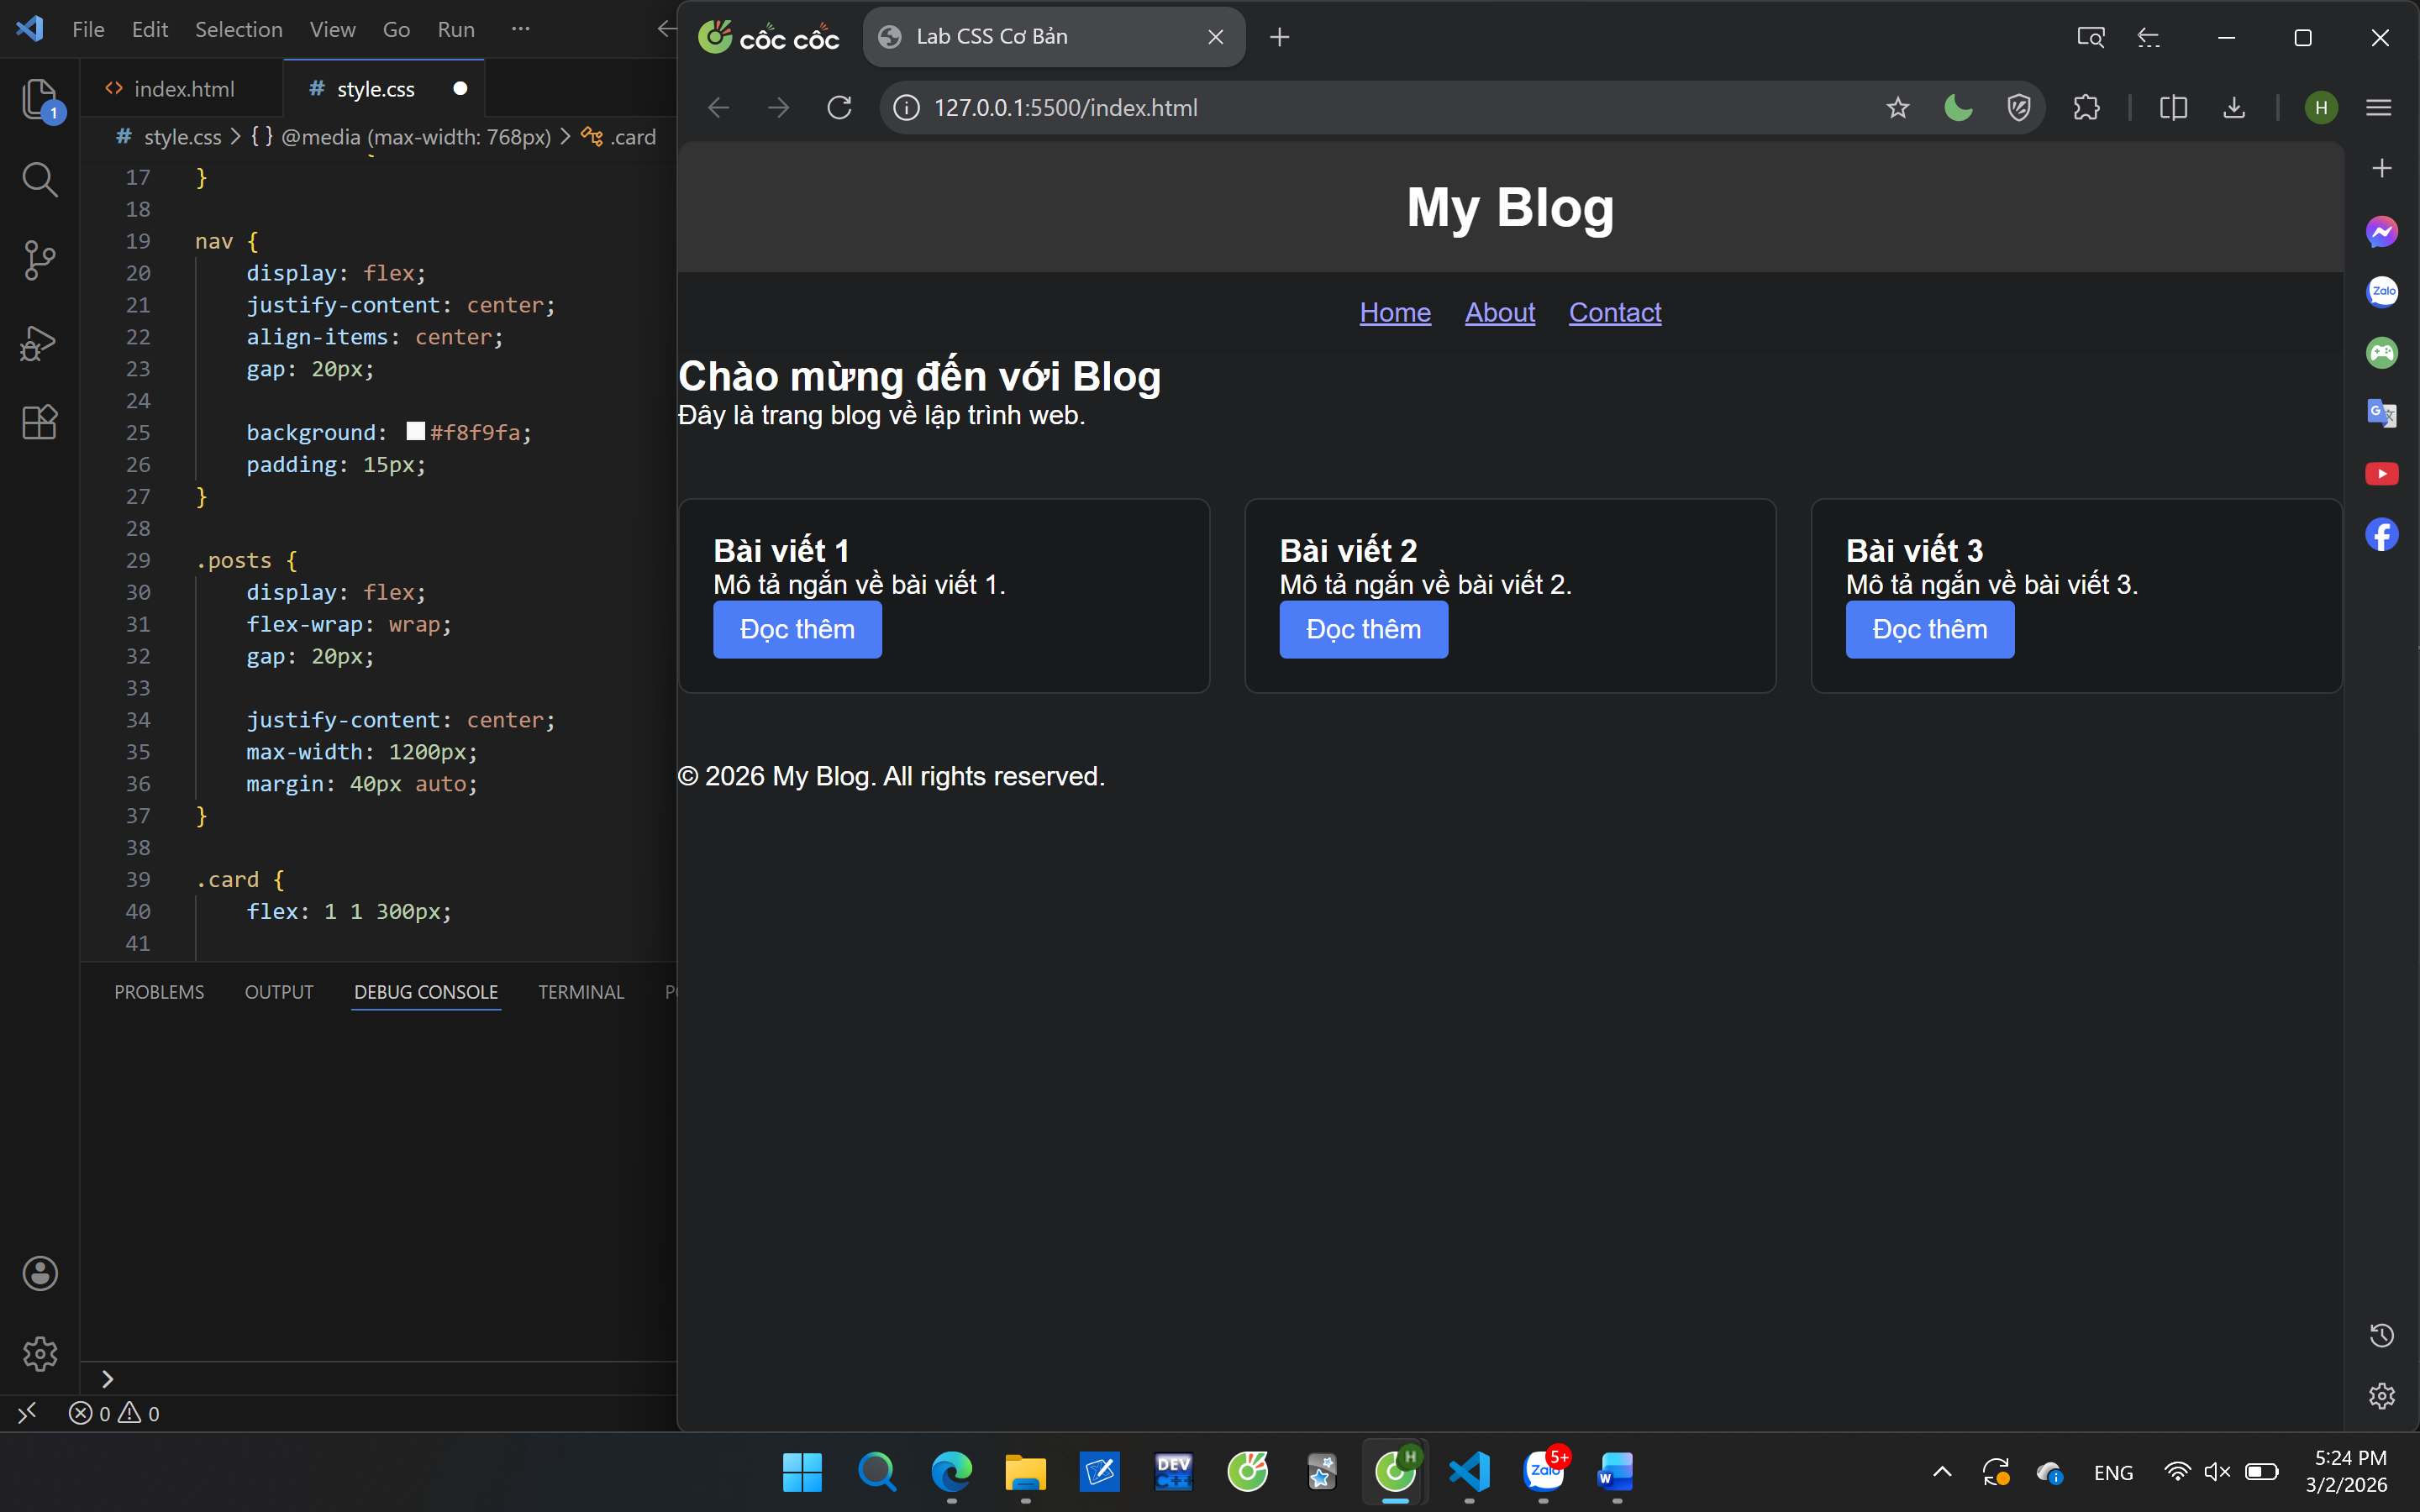 File Edit Selection View Go Run ···
index.html
# style.css
1
# style.css > { } @media (max-width: 768px) > .card
17 }
18
19 nav {
20 display: flex;
21 justify-content: center;
22 align-items: center;
23 gap: 20px;
24
25 background: #f8f9fa;
26 padding: 15px;
27 }
28
29 .posts {
30 display: flex;
31 flex-wrap: wrap;
32 gap: 20px;
33
34 justify-content: center;
35 max-width: 1200px;
36 margin: 40px auto;
37 }
38
39 .card {
40 flex: 1 1 300px;
41
PROBLEMS OUTPUT DEBUG CONSOLE TERMINAL
0 0
cốc cốc
Lab CSS Cơ Bản
127.0.0.1:5500/index.html
H
Zalo
My Blog
Home About Contact
Chào mừng đến với Blog
Đây là trang blog về lập trình web.
Bài viết 1
Mô tả ngắn về bài viết 1.
Đọc thêm
Bài viết 2
Mô tả ngắn về bài viết 2.
Đọc thêm
Bài viết 3
Mô tả ngắn về bài viết 3.
Đọc thêm
© 2026 My Blog. All rights reserved.
DEV
C++
H
Zalo
5+
W
ENG
5:24 PM
3/2/2026